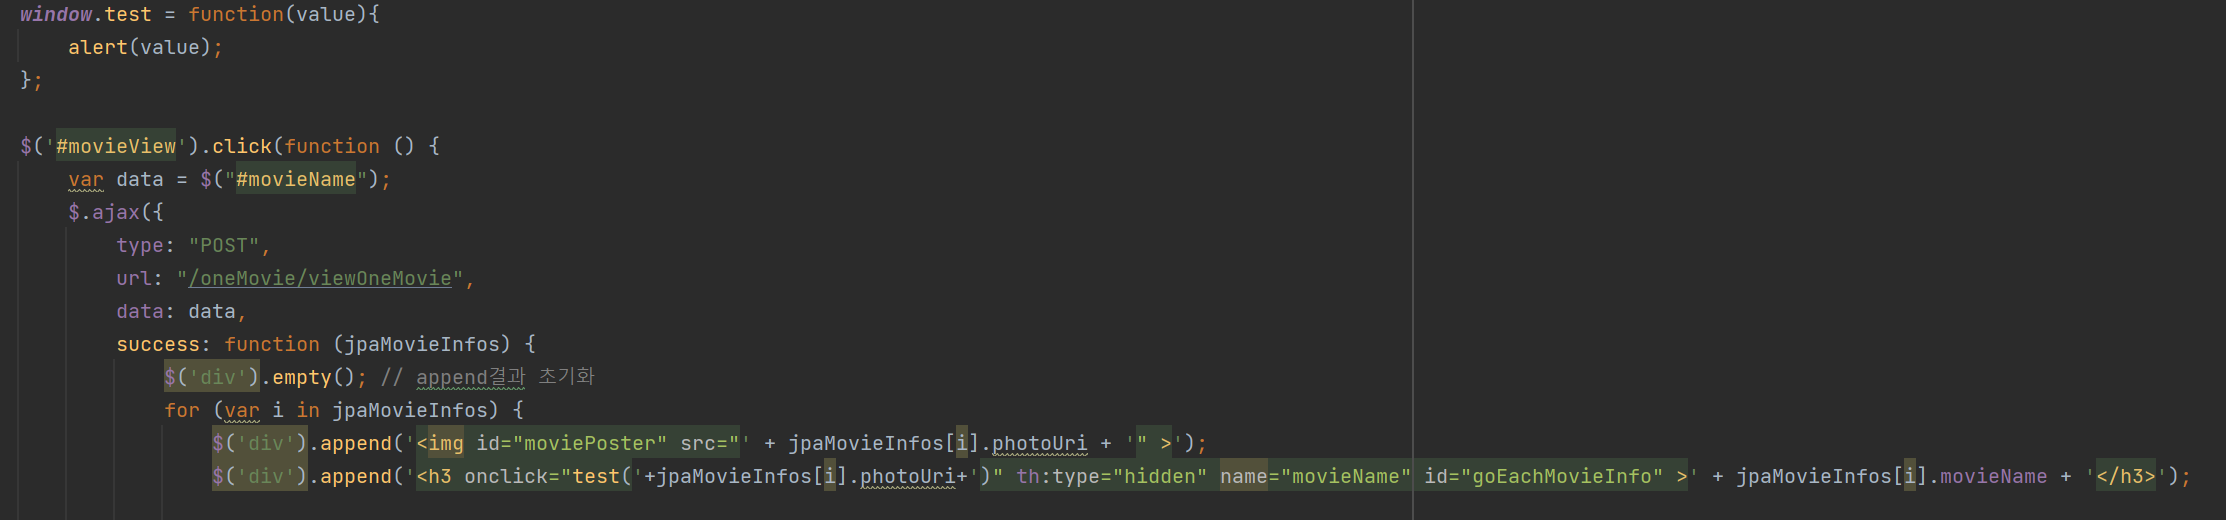 window.test = function(value){
    alert(value);
};
$('#movieView').click(function () {
    var data = $("#movieName");
    $.ajax({
        type: "POST",
        url: "/oneMovie/viewOneMovie",
        data: data,
        success: function (jpaMovieInfos) {
            $('div').empty(); // append결과 초기화
            for (var i in jpaMovieInfos) {
                $('div').append('<img id="moviePoster" src="' + jpaMovieInfos[i].photoUri + '" >');
                $('div').append('<h3 onclick="test('+jpaMovieInfos[i].photoUri+')" th:type="hidden" name="movieName" id="goEachMovieInfo" >' + jpaMovieInfos[i].movieName + '</h3>');